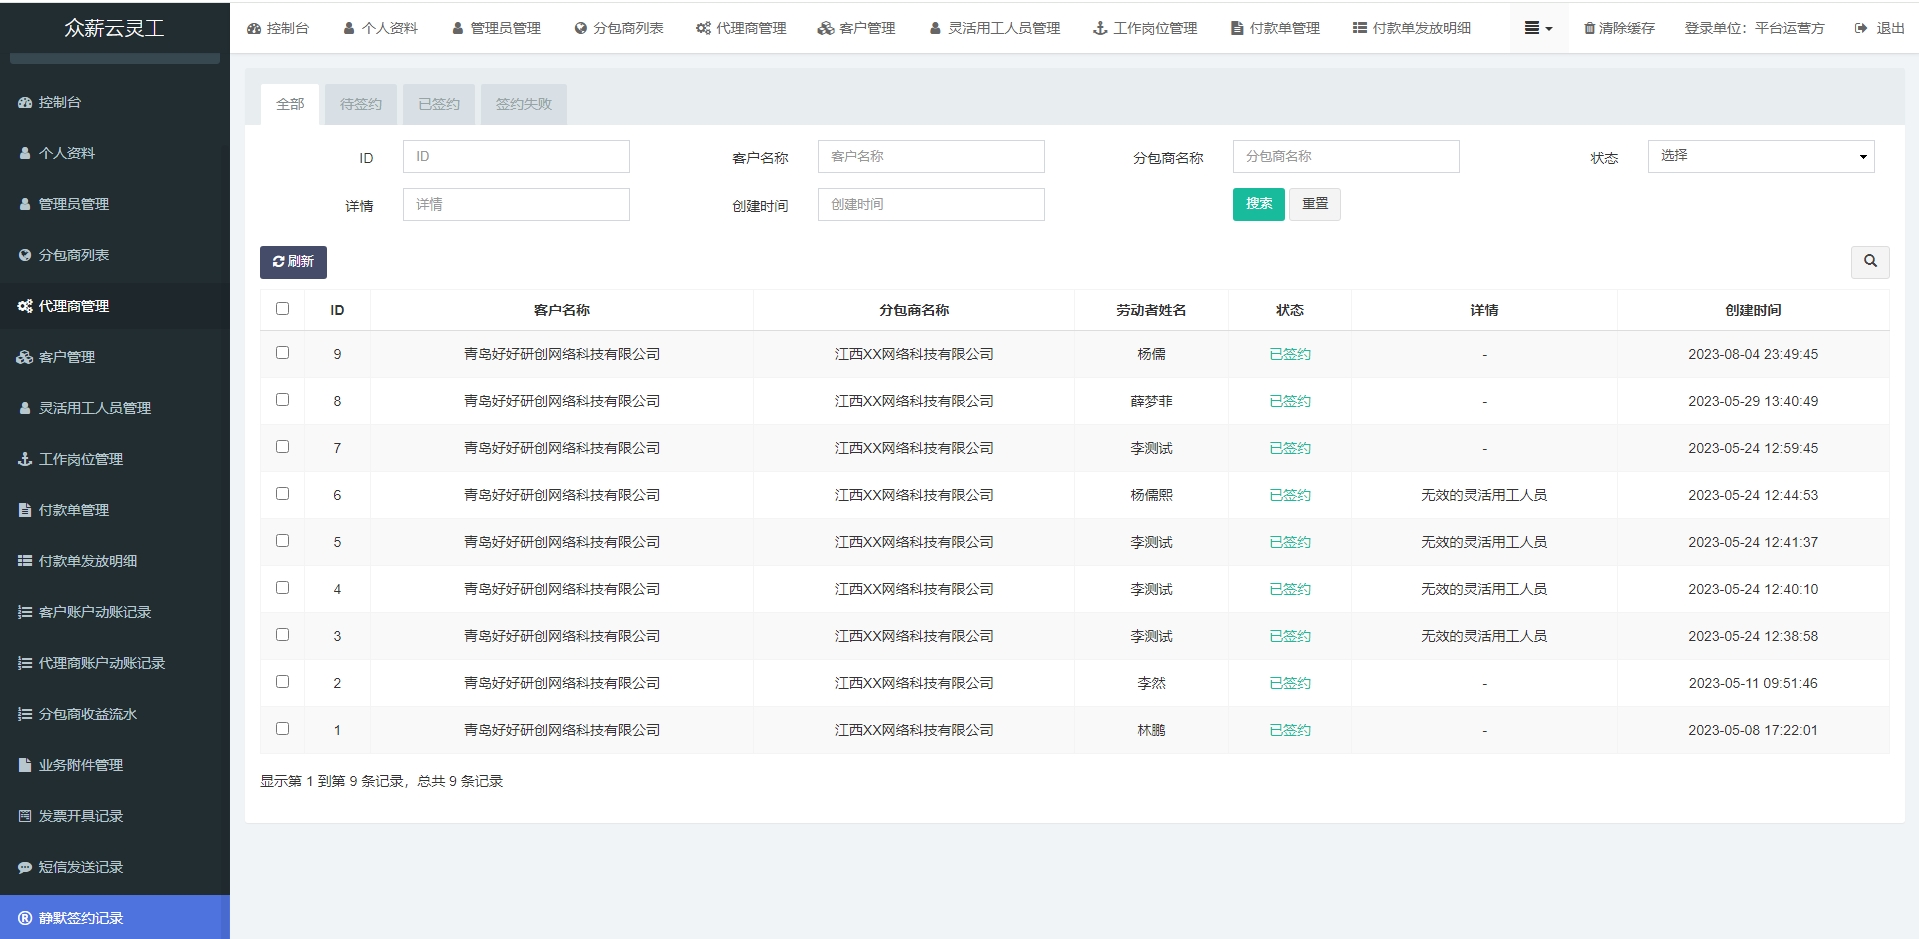 众薪云灵工
控制台
个人资料
管理员管理
分包商列表
代理商管理
客户管理
灵活用工人员管理
工作岗位管理
付款单管理
付款单发放明细
清除缓存
登录单位：平台运营方
退出
控制台
个人资料
管理员管理
分包商列表
代理商管理
客户管理
灵活用工人员管理
工作岗位管理
付款单管理
付款单发放明细
客户账户动账记录
代理商账户动账记录
分包商收益流水
业务附件管理
发票开具记录
短信发送记录
静默签约记录
全部 待签约 已签约 签约失败
ID ID 客户名称 客户名称 分包商名称 分包商名称 状态 选择
详情 详情 创建时间 创建时间 搜索 重置
刷新
ID 客户名称 分包商名称 劳动者姓名 状态 详情 创建时间
9 青岛好好研创网络科技有限公司 江西XX网络科技有限公司 杨儒 已签约 - 2023-08-04 23:49:45
8 青岛好好研创网络科技有限公司 江西XX网络科技有限公司 薛梦菲 已签约 - 2023-05-29 13:40:49
7 青岛好好研创网络科技有限公司 江西XX网络科技有限公司 李测试 已签约 - 2023-05-24 12:59:45
6 青岛好好研创网络科技有限公司 江西XX网络科技有限公司 杨儒熙 已签约 无效的灵活用工人员 2023-05-24 12:44:53
5 青岛好好研创网络科技有限公司 江西XX网络科技有限公司 李测试 已签约 无效的灵活用工人员 2023-05-24 12:41:37
4 青岛好好研创网络科技有限公司 江西XX网络科技有限公司 李测试 已签约 无效的灵活用工人员 2023-05-24 12:40:10
3 青岛好好研创网络科技有限公司 江西XX网络科技有限公司 李测试 已签约 无效的灵活用工人员 2023-05-24 12:38:58
2 青岛好好研创网络科技有限公司 江西XX网络科技有限公司 李然 已签约 - 2023-05-11 09:51:46
1 青岛好好研创网络科技有限公司 江西XX网络科技有限公司 林鹏 已签约 - 2023-05-08 17:22:01
显示第 1 到第 9 条记录，总共 9 条记录